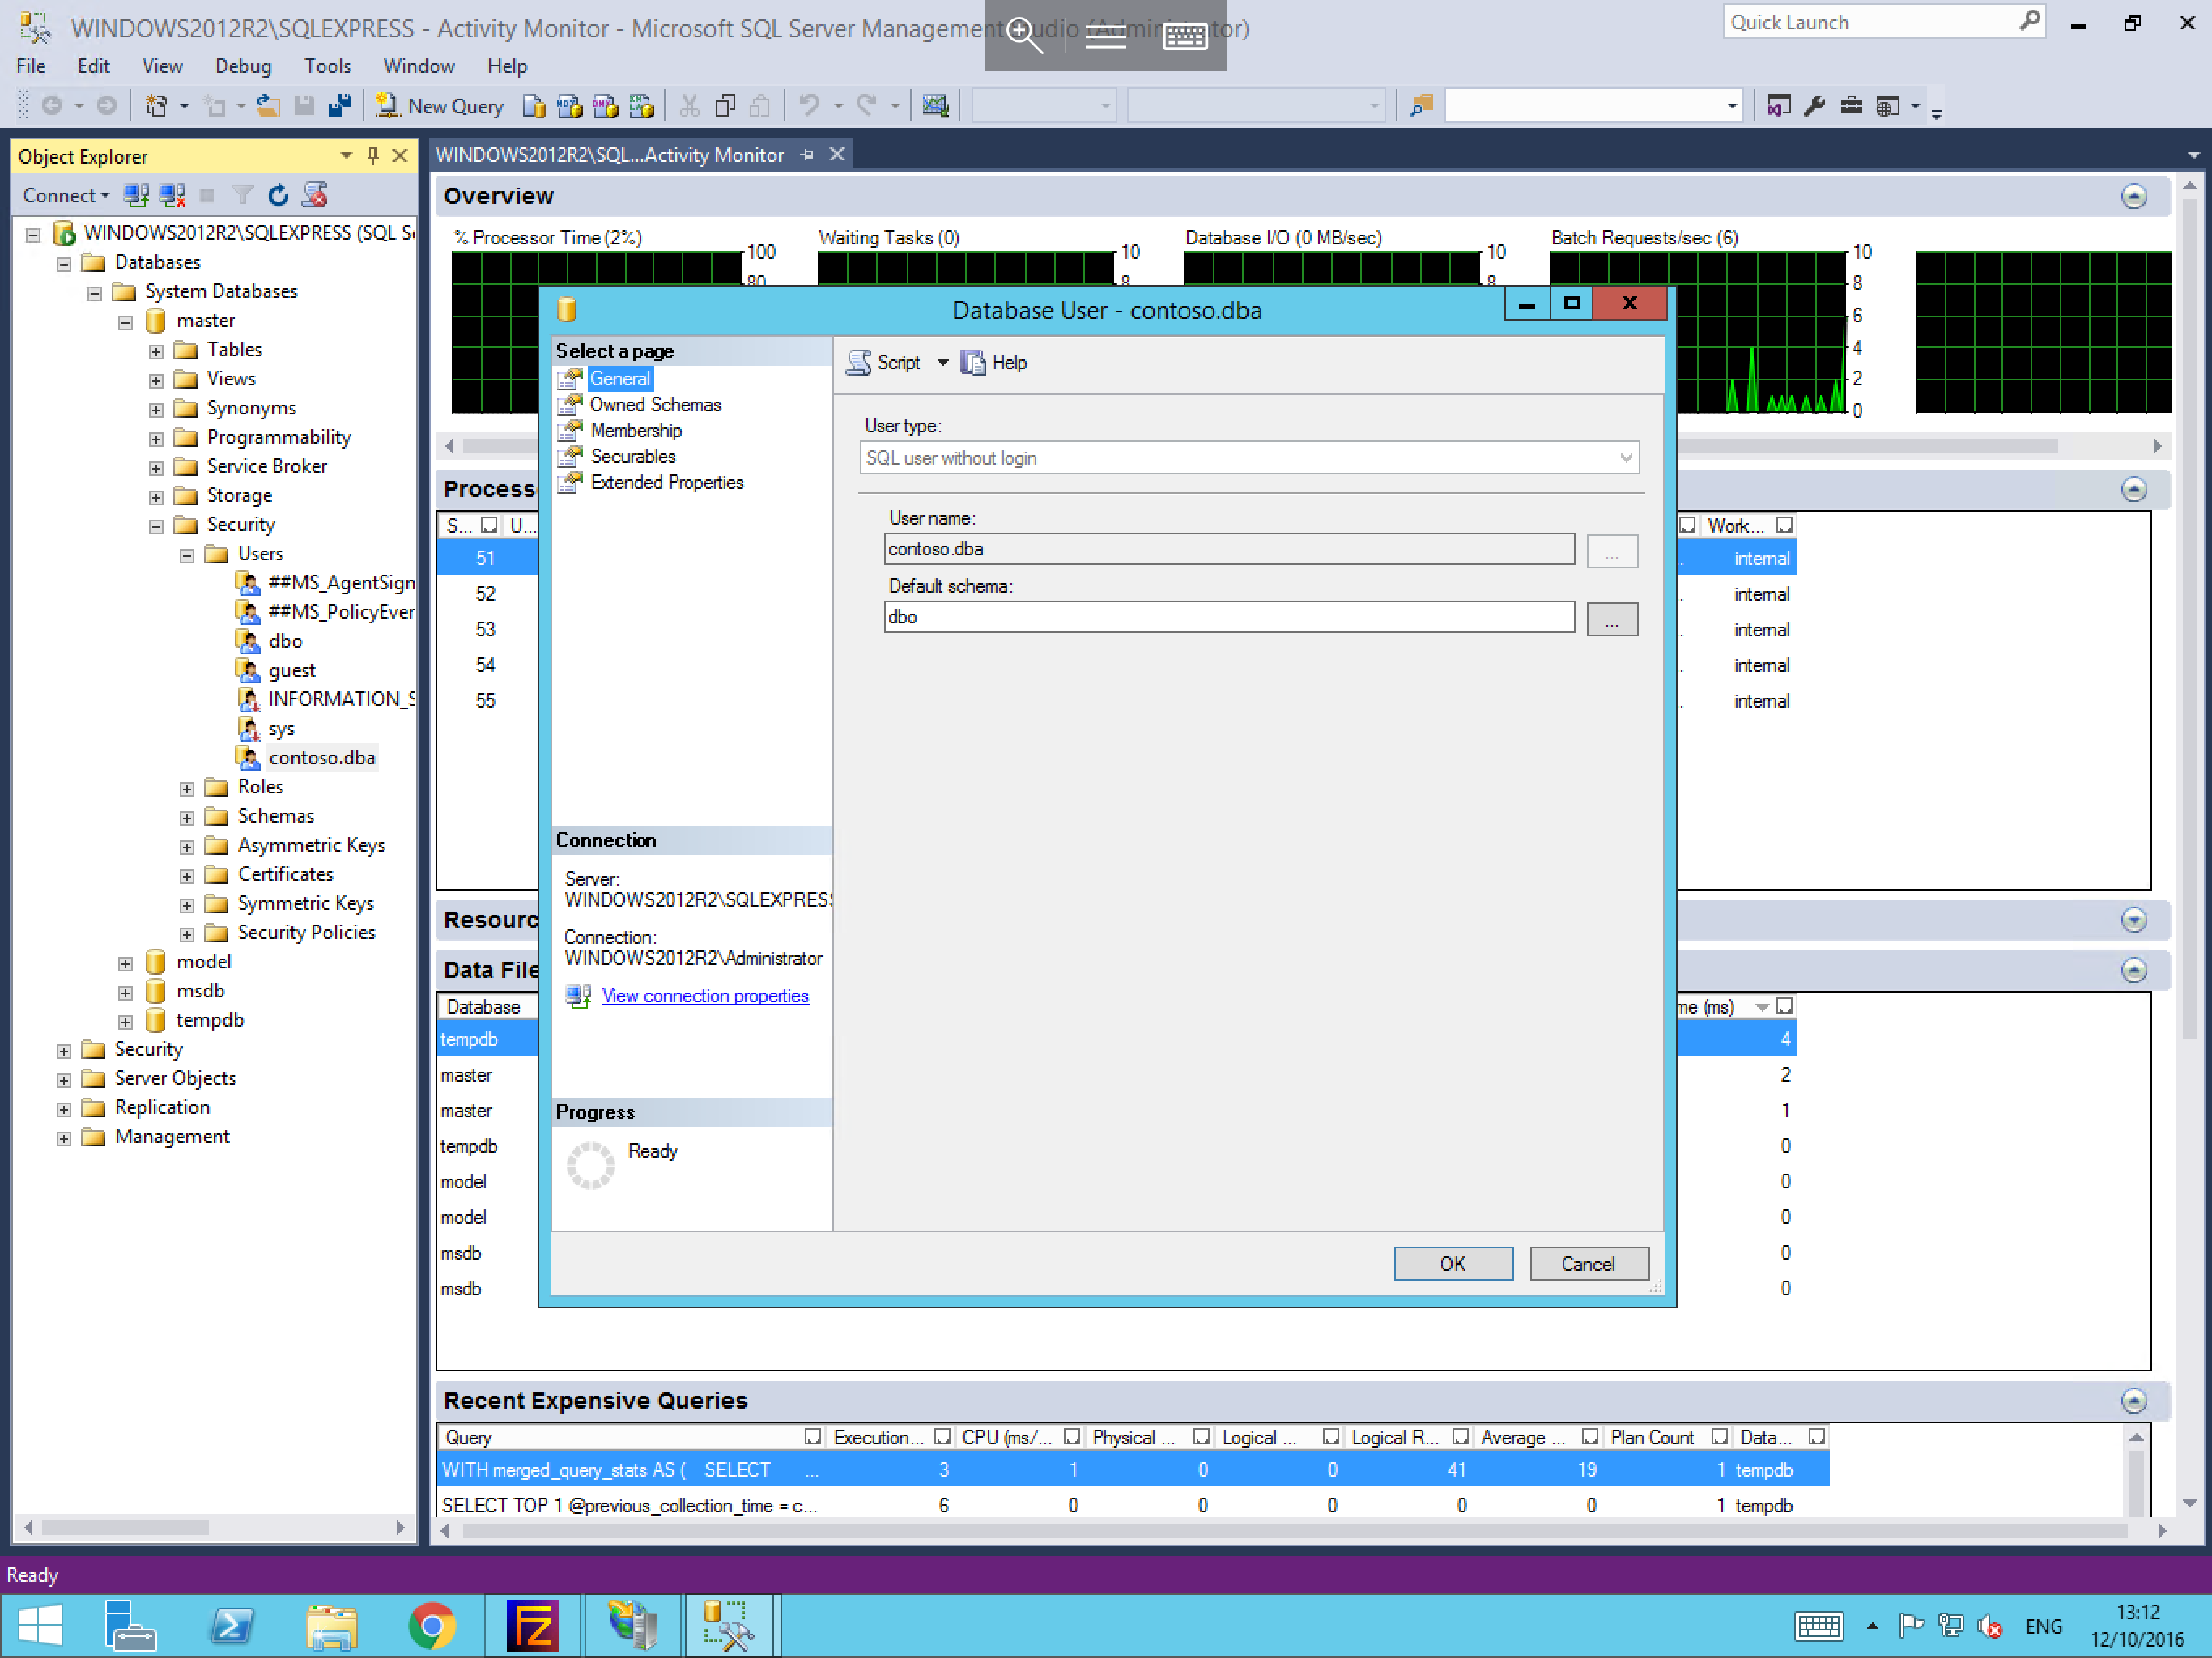 WINDOWS2012R2\SQLEXPRESS - Activity Monitor - Microsoft SQL Server Management
Quick Launch
File Edit View Debug Tools Window Help
New Query
Object Explorer
WINDOWS2012R2\SQL...Activity Monitor
Connect
WINDOWS2012R2\SQLEXPRESS (SQL S
Databases
System Databases
master
Tables
Views
Synonyms
Programmability
Service Broker
Storage
Security
Users
##MS_AgentSign
##MS_PolicyEver
dbo
guest
INFORMATION_S
sys
contoso.dba
Roles
Schemas
Asymmetric Keys
Certificates
Symmetric Keys
Security Policies
model
msdb
tempdb
Security
Server Objects
Replication
Management
Overview
% Processor Time (2%)
100
80
Waiting Tasks (0)
10
8
Database I/O (0 MB/sec)
10
8
Batch Requests/sec (6)
10
8
6
4
2
0
Process
S... U...
Work...
51 internal
52 internal
53 internal
54 internal
55 internal
Resourc
Data File
Database
me (ms)
tempdb 4
master 2
master 1
tempdb 0
model 0
model 0
msdb 0
msdb 0
Database User - contoso.dba
Select a page
General
Owned Schemas
Membership
Securables
Extended Properties
Script Help
User type:
SQL user without login
User name:
contoso.dba
...
Default schema:
dbo
...
Connection
Server:
WINDOWS2012R2\SQLEXPRESS
Connection:
WINDOWS2012R2\Administrator
View connection properties
Progress
Ready
OK Cancel
Recent Expensive Queries
Query Execution... CPU (ms/... Physical ... Logical ... Logical R... Average ... Plan Count Data...
WITH merged_query_stats AS ( SELECT ... 3 1 0 0 41 19 1 tempdb
SELECT TOP 1 @previous_collection_time = c... 6 0 0 0 0 0 1 tempdb
Ready
ENG
13:12
12/10/2016